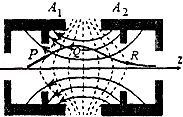 A₁ A₂
P Q R z